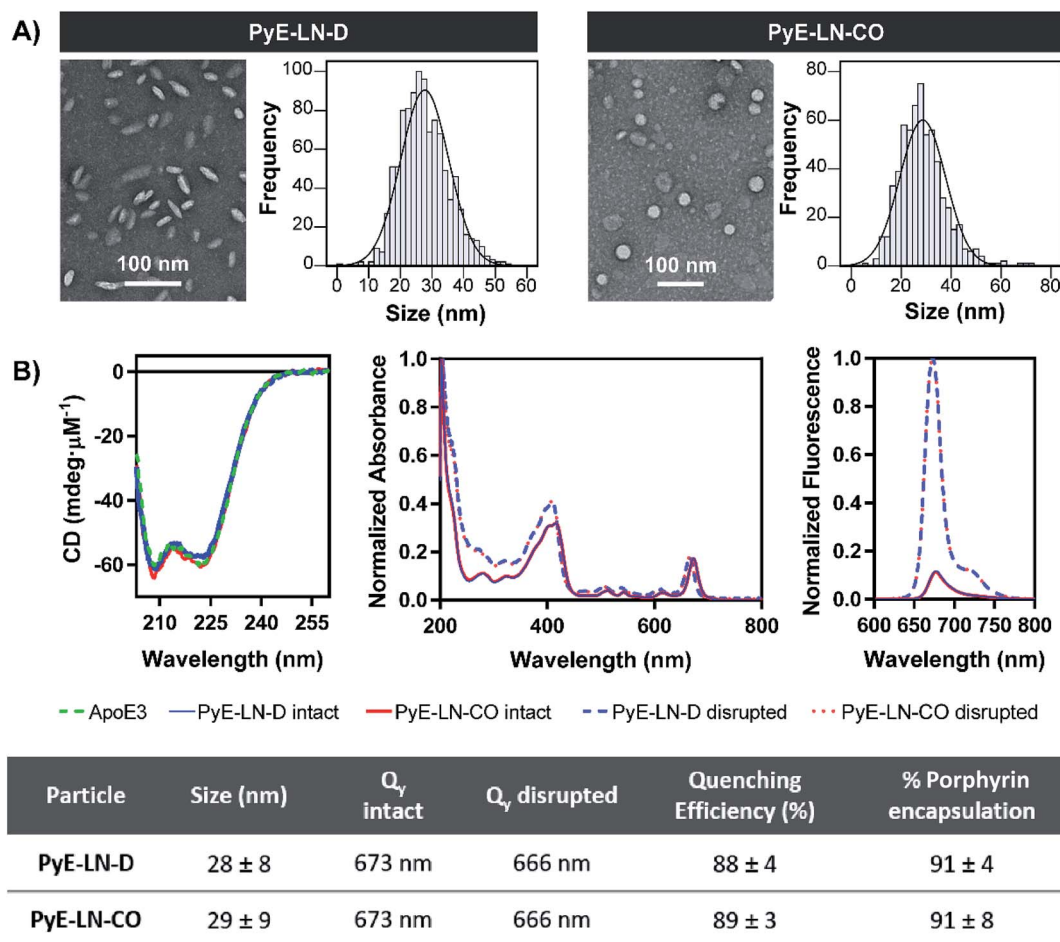 A)
PyE-LN-D
PyE-LN-CO
100 nm
Frequency
100
80
60
40
20
0
0 10 20 30 40 50 60
Size (nm)
100 nm
Frequency
80
60
40
20
0
0 20 40 60 80
Size (nm)
B)
CD (mdeg·μM⁻¹)
0
-20
-40
-60
210 225 240 255
Wavelength (nm)
Normalized Absorbance
1.0
0.8
0.6
0.4
0.2
0.0
200 400 600 800
Wavelength (nm)
Normalized Fluorescence
1.0
0.8
0.6
0.4
0.2
0.0
600 650 700 750 800
Wavelength (nm)
ApoE3 PyE-LN-D intact PyE-LN-CO intact PyE-LN-D disrupted PyE-LN-CO disrupted
Particle Size (nm) Qy intact Qy disrupted Quenching Efficiency (%) % Porphyrin encapsulation
PyE-LN-D 28 ± 8 673 nm 666 nm 88 ± 4 91 ± 4
PyE-LN-CO 29 ± 9 673 nm 666 nm 89 ± 3 91 ± 8